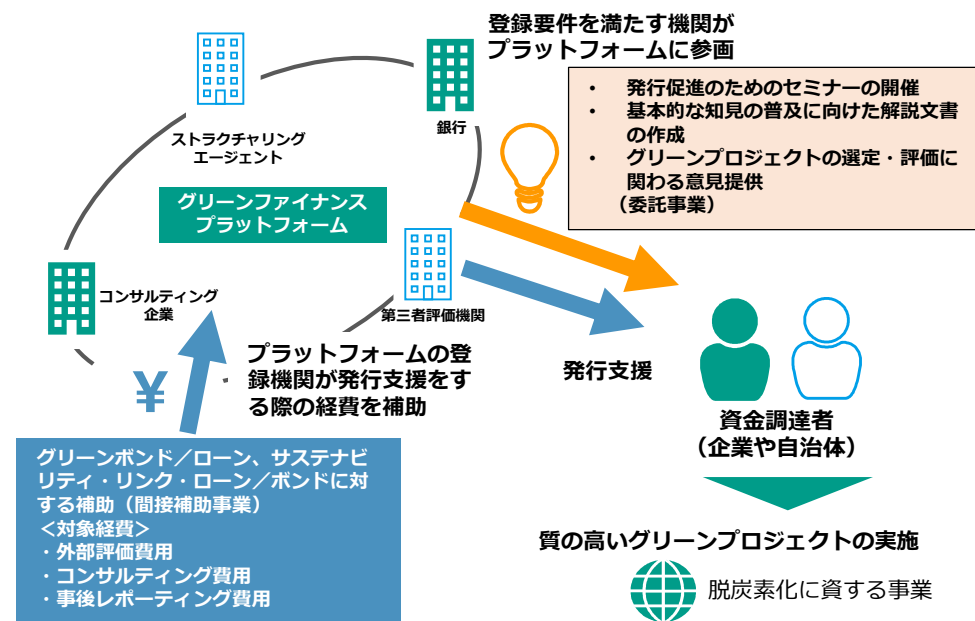 登録要件を満たす機関が
プラットフォームに参画
・ 発行促進のためのセミナーの開催
・ 基本的な知見の普及に向けた解説文書
の作成
・ グリーンプロジェクトの選定・評価に
関わる意見提供
（委託事業）
銀行
ストラクチャリング
エージェント
グリーンファイナンス
プラットフォーム
コンサルティング
企業
第三者評価機関
プラットフォームの登
録機関が発行支援をす
る際の経費を補助
¥
発行支援
資金調達者
（企業や自治体）
グリーンボンド／ローン、サステナビ
リティ・リンク・ローン／ボンドに対
する補助（間接補助事業）
＜対象経費＞
・外部評価費用
・コンサルティング費用
・事後レポーティング費用
質の高いグリーンプロジェクトの実施
脱炭素化に資する事業